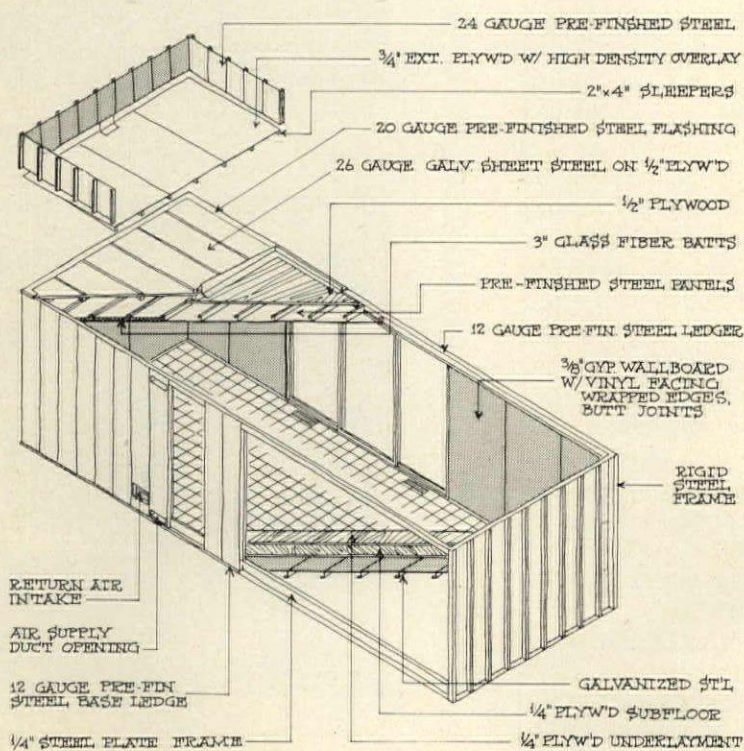 24 GAUGE PRE-FINISHED STEEL
3/4" EXT. PLYW'D W/ HIGH DENSITY OVERLAY
2"x4" SLEEPERS
20 GAUGE PRE-FINISHED STEEL FLASHING
26 GAUGE GALV. SHEET STEEL ON 1/2" PLYW'D
1/2" PLYWOOD
3" GLASS FIBER BATTS
PRE-FINISHED STEEL PANELS
12 GAUGE PRE-FIN. STEEL LEDGER
3/8" GYP. WALLBOARD
W/ VINYL FACING
WRAPPED EDGES,
BUTT JOINTS
RIGID
STEEL
FRAME
RETURN AIR
INTAKE
AIR SUPPLY
DUCT OPENING
12 GAUGE PRE-FIN
STEEL BASE LEDGE
1/4" STEEL PLATE FRAME
GALVANIZED ST'L
1/4" PLYW'D SUBFLOOR
1/4" PLYW'D UNDERLAYMENT